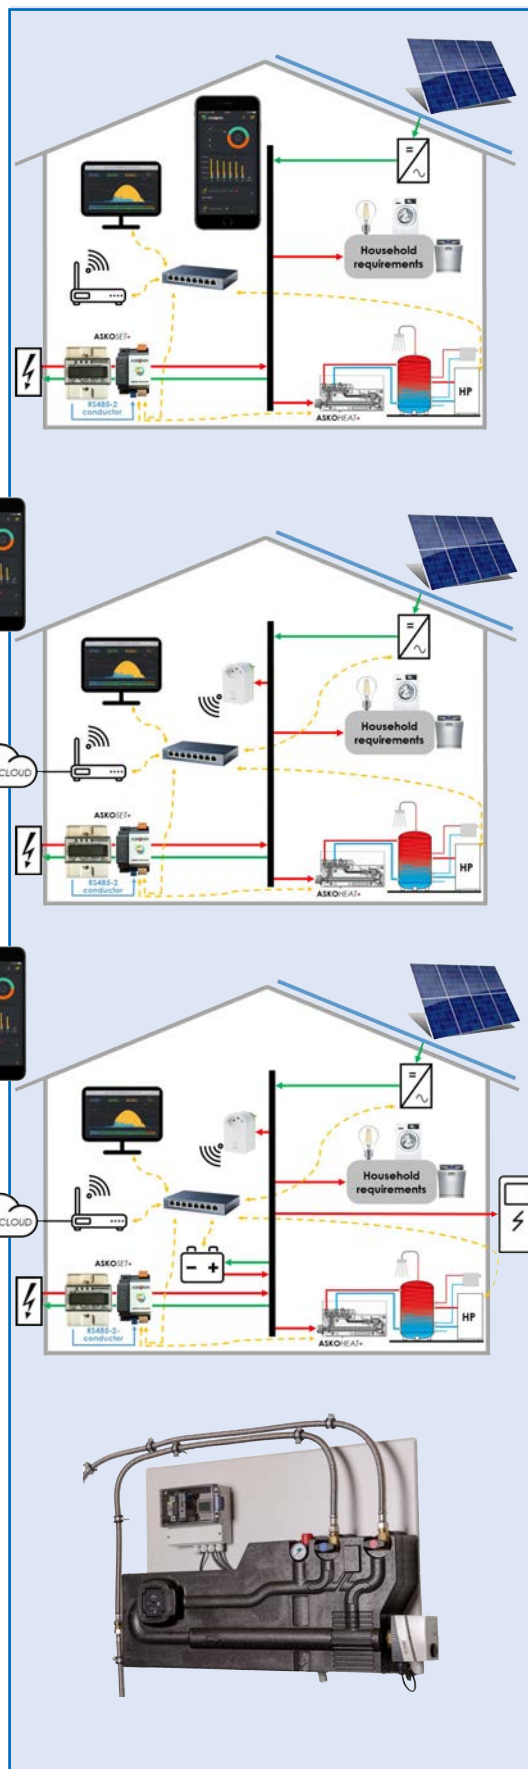 Household
requirements
ASKOSET+
RS485-2
conductor
HP
ASKOHEAT+
Household
requirements
CLOUD
ASKOSET+
RS485-2
conductor
HP
ASKOHEAT+
Household
requirements
CLOUD
ASKOSET+
RS485-2-
conductor
HP
ASKOHEAT+